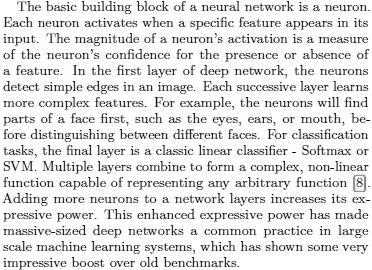 The basic building block of a neural network is a neuron.
Each neuron activates when a specific feature appears in its
input. The magnitude of a neuron's activation is a measure
of the neuron's confidence for the presence or absence of
a feature. In the first layer of deep network, the neurons
detect simple edges in an image. Each successive layer learns
more complex features. For example, the neurons will find
parts of a face first, such as the eyes, ears, or mouth, be-
fore distinguishing between different faces. For classification
tasks, the final layer is a classic linear classifier - Softmax or
SVM. Multiple layers combine to form a complex, non-linear
function capable of representing any arbitrary function [8].
Adding more neurons to a network layers increases its ex-
pressive power. This enhanced expressive power has made
massive-sized deep networks a common practice in large
scale machine learning systems, which has shown some very
impressive boost over old benchmarks.